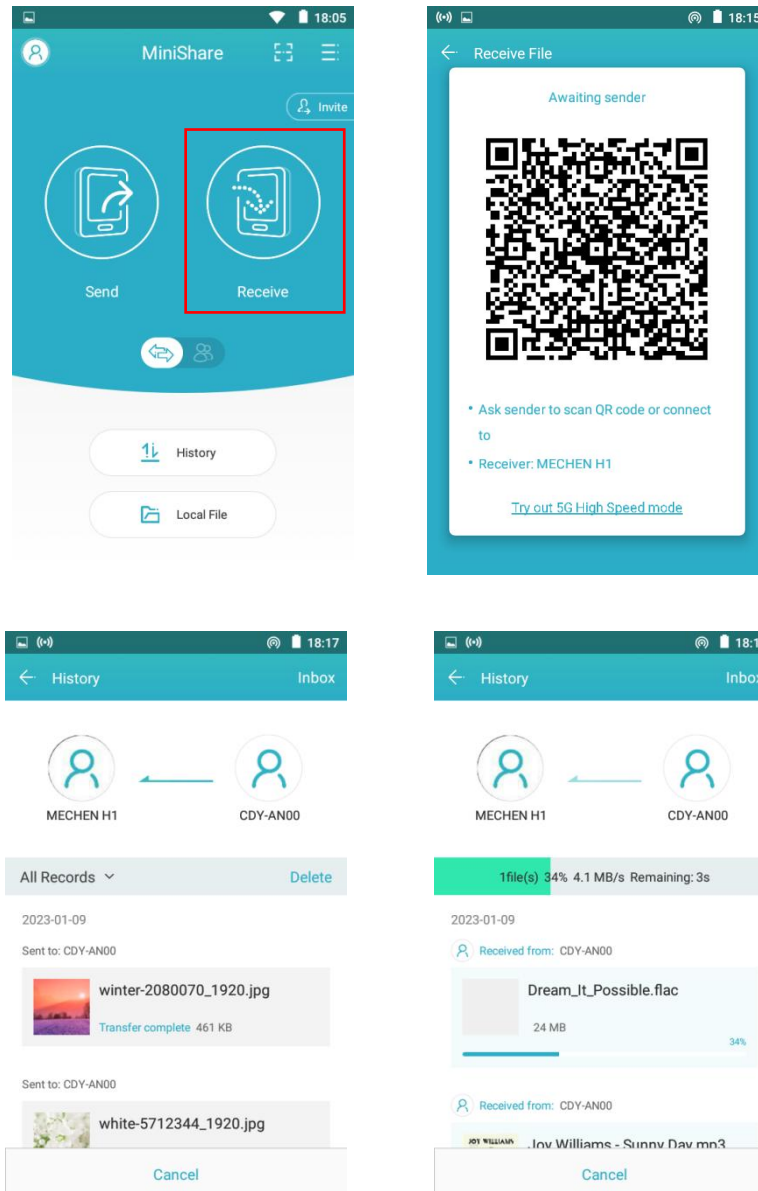 18:05
MiniShare
Invite
Send
Receive
History
Local File
18:15
Receive File
Awaiting sender
• Ask sender to scan QR code or connect
to
• Receiver: MECHEN H1
Try out 5G High Speed mode
18:17
History
Inbox
MECHEN H1
CDY-AN00
All Records
Delete
2023-01-09
Sent to: CDY-AN00
winter-2080070_1920.jpg
Transfer complete 461 KB
Sent to: CDY-AN00
white-5712344_1920.jpg
Cancel
18:1
History
Inbox
MECHEN H1
CDY-AN00
1file(s) 34% 4.1 MB/s Remaining: 3s
2023-01-09
Received from: CDY-AN00
Dream_It_Possible.flac
24 MB
34%
Received from: CDY-AN00
JOY WILLIAMS
Joy Williams - Sunny Day.mp3
Cancel